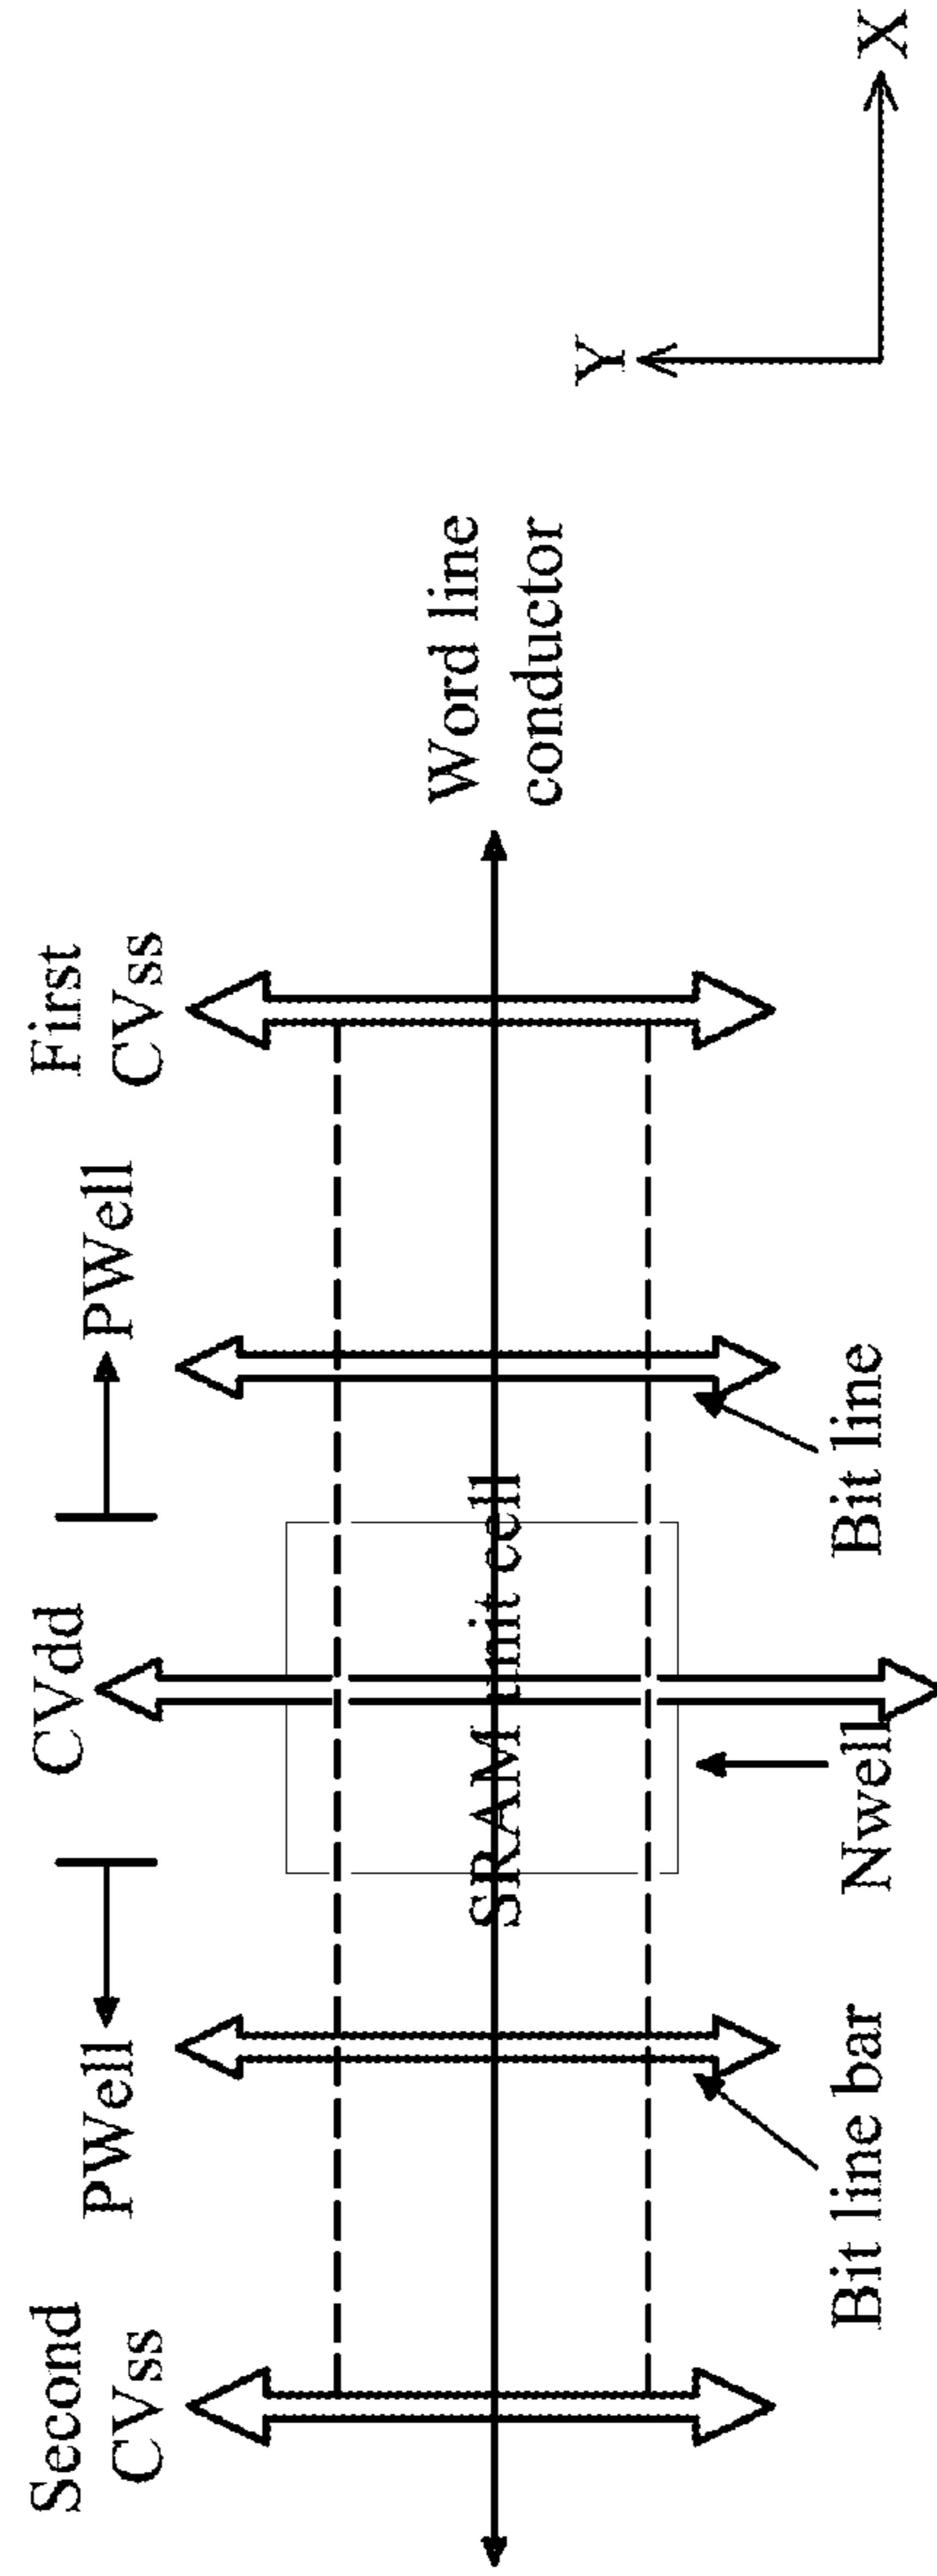 Second
CVss
PWell
CVdd
PWell
First
CVss
SRAM unit cell
Word line
conductor
Bit line bar
Nwell
Bit line
Y
X